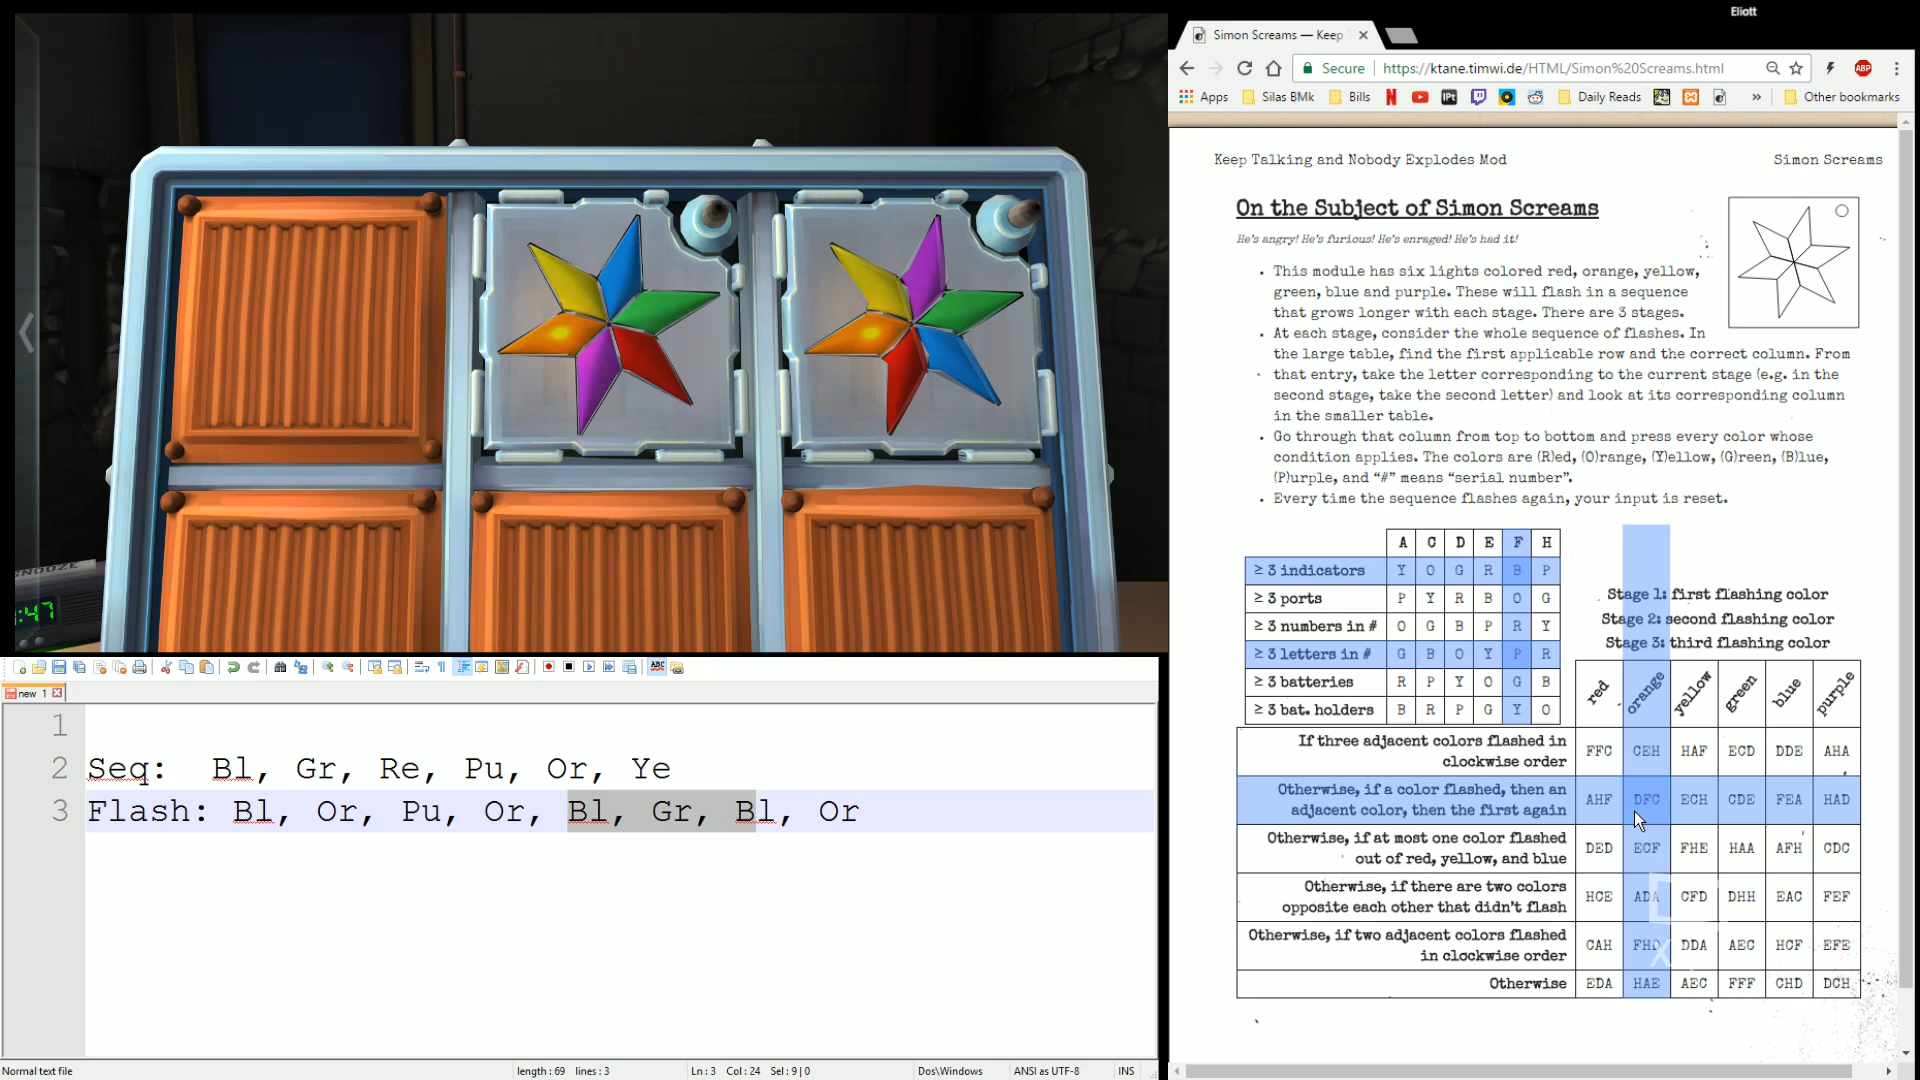 Eliott
Simon Screams — Keep
Secure
https://ktane.timwi.de/HTML/Simon%20Screams.html
ABP
Apps Silas BMk Bills Daily Reads » Other bookmarks
Keep Talking and Nobody Explodes Mod
Simon Screams
On the Subject of Simon Screams
He's angry! He's furious! He's enraged! He's had it!
This module has six lights colored red, orange, yellow,
green, blue and purple. These will flash in a sequence
that grows longer with each stage. There are 3 stages.
At each stage, consider the whole sequence of flashes. In
the large table, find the first applicable row and the correct column. From
that entry, take the letter corresponding to the current stage (e.g. in the
second stage, take the second letter) and look at its corresponding column
in the smaller table.
Go through that column from top to bottom and press every color whose
condition applies. The colors are (R)ed, (O)range, (Y)ellow, (G)reen, (B)lue,
(P)urple, and “#” means “serial number”.
Every time the sequence flashes again, your input is reset.
A C D E F H
≥ 3 indicators Y O G R B P
≥ 3 ports P Y R B O G
≥ 3 numbers in # O G B P R Y
≥ 3 letters in # G B O Y P R
≥ 3 batteries R P Y O G B
≥ 3 bat. holders B R P G Y O
Stage 1: first flashing color
Stage 2: second flashing color
Stage 3: third flashing color
red orange yellow green blue purple
If three adjacent colors flashed in
clockwise order
FFC CEH HAF ECD DDE AHA
Otherwise, if a color flashed, then an
adjacent color, then the first again
AHF DFC ECH CDE FEA HAD
Otherwise, if at most one color flashed
out of red, yellow, and blue
DED ECF FHE HAA AFH CDC
Otherwise, if there are two colors
opposite each other that didn't flash
HCE ADA CFD DHH EAC FEF
Otherwise, if two adjacent colors flashed
in clockwise order
CAH FHD DDA AEC HCF EFE
Otherwise EDA HAE AEC FFF CHD DCH
SNOOZE
:47
new 1
1
2 Seq: Bl, Gr, Re, Pu, Or, Ye
3 Flash: Bl, Or, Pu, Or, Bl, Gr, Bl, Or
Normal text file
length : 69 lines : 3
Ln : 3 Col : 24 Sel : 9 | 0
Dos\Windows
ANSI as UTF-8
INS